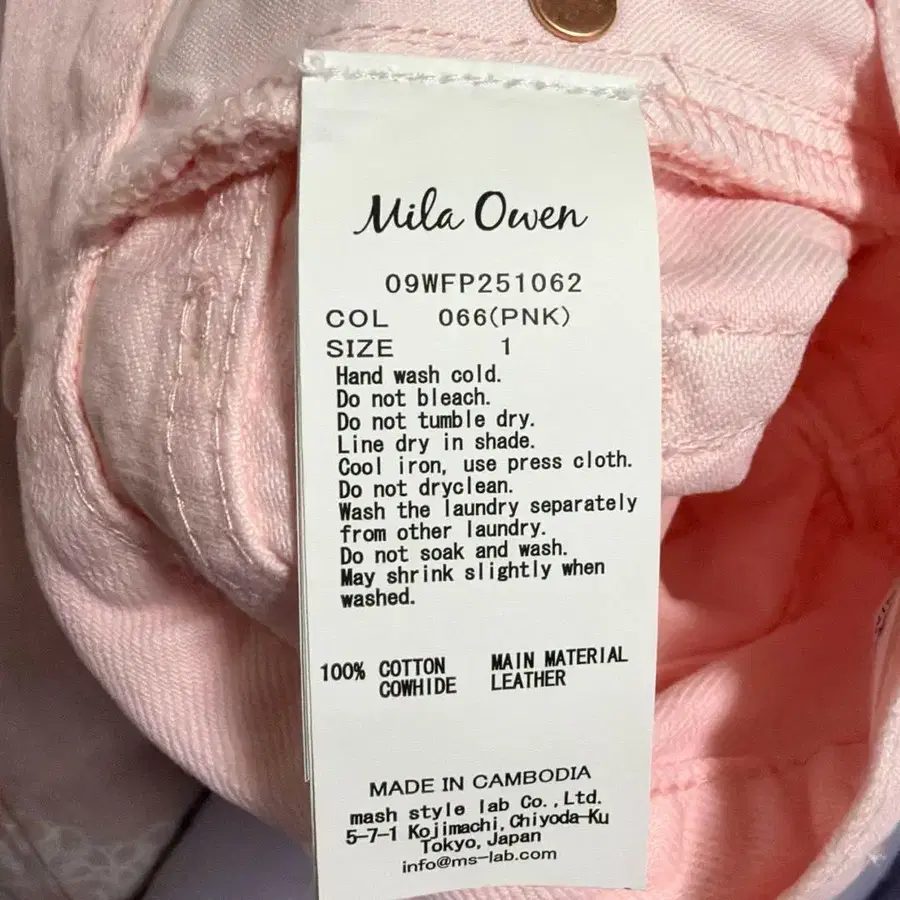 Mila Owen
09WFP251062
COL 066(PNK)
SIZE 1
Hand wash cold.
Do not bleach.
Do not tumble dry.
Line dry in shade.
Cool iron, use press cloth.
Do not dryclean.
Wash the laundry separately
from other laundry.
Do not soak and wash.
May shrink slightly when
washed.
100% COTTON MAIN MATERIAL
COWHIDE LEATHER
MADE IN CAMBODIA
mash style lab Co.,Ltd.
5-7-1 Kojimachi,Chiyoda-Ku
Tokyo,Japan
info@ms-lab.com